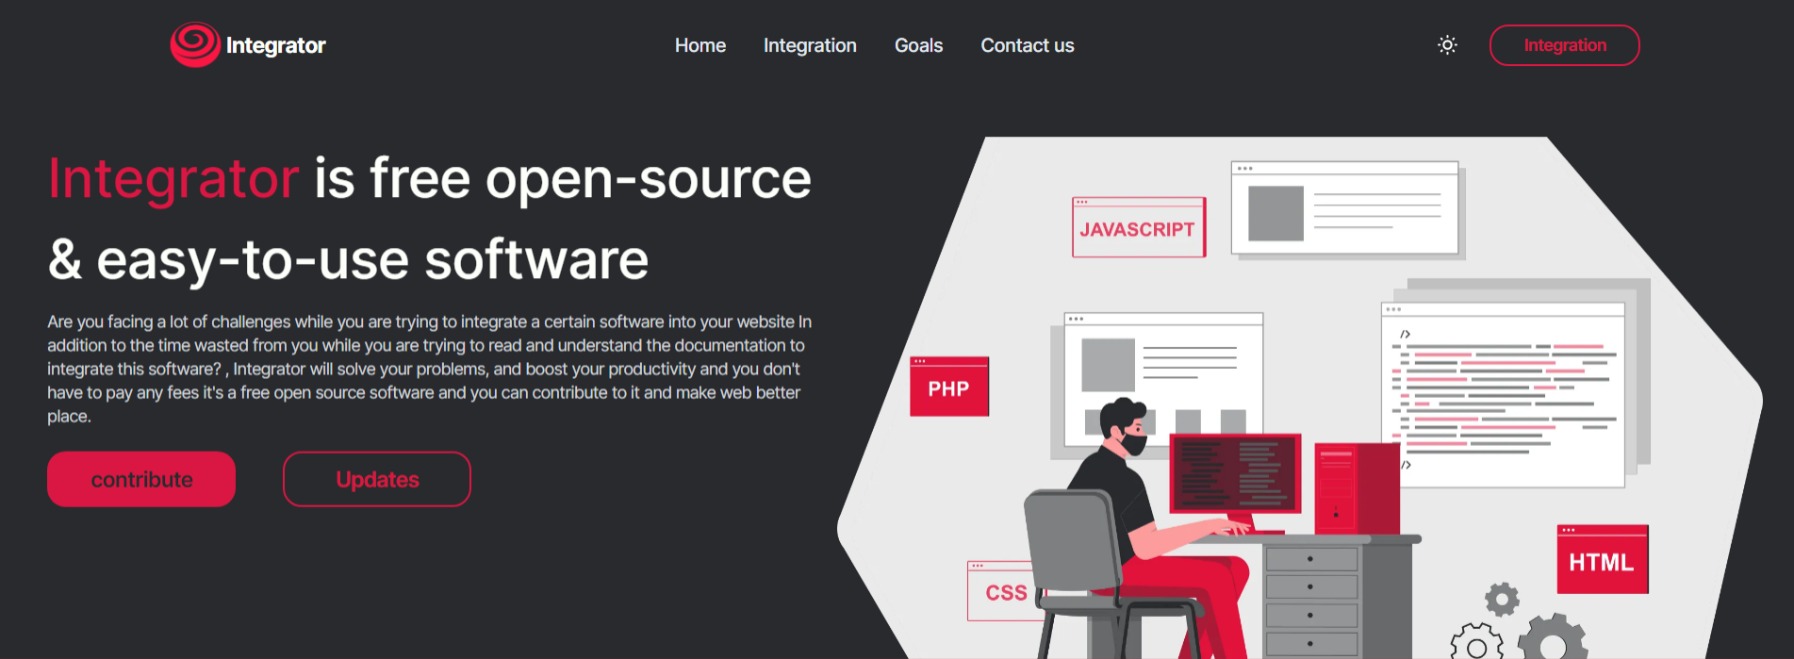 Integrator
Home Integration Goals Contact us
Integration
Integrator is free open-source
& easy-to-use software
Are you facing a lot of challenges while you are trying to integrate a certain software into your website In
addition to the time wasted from you while you are trying to read and understand the documentation to
integrate this software? , Integrator will solve your problems, and boost your productivity and you don't
have to pay any fees it's a free open source software and you can contribute to it and make web better
place.
contribute Updates
JAVASCRIPT
/>
PHP
/>
HTML
CSS